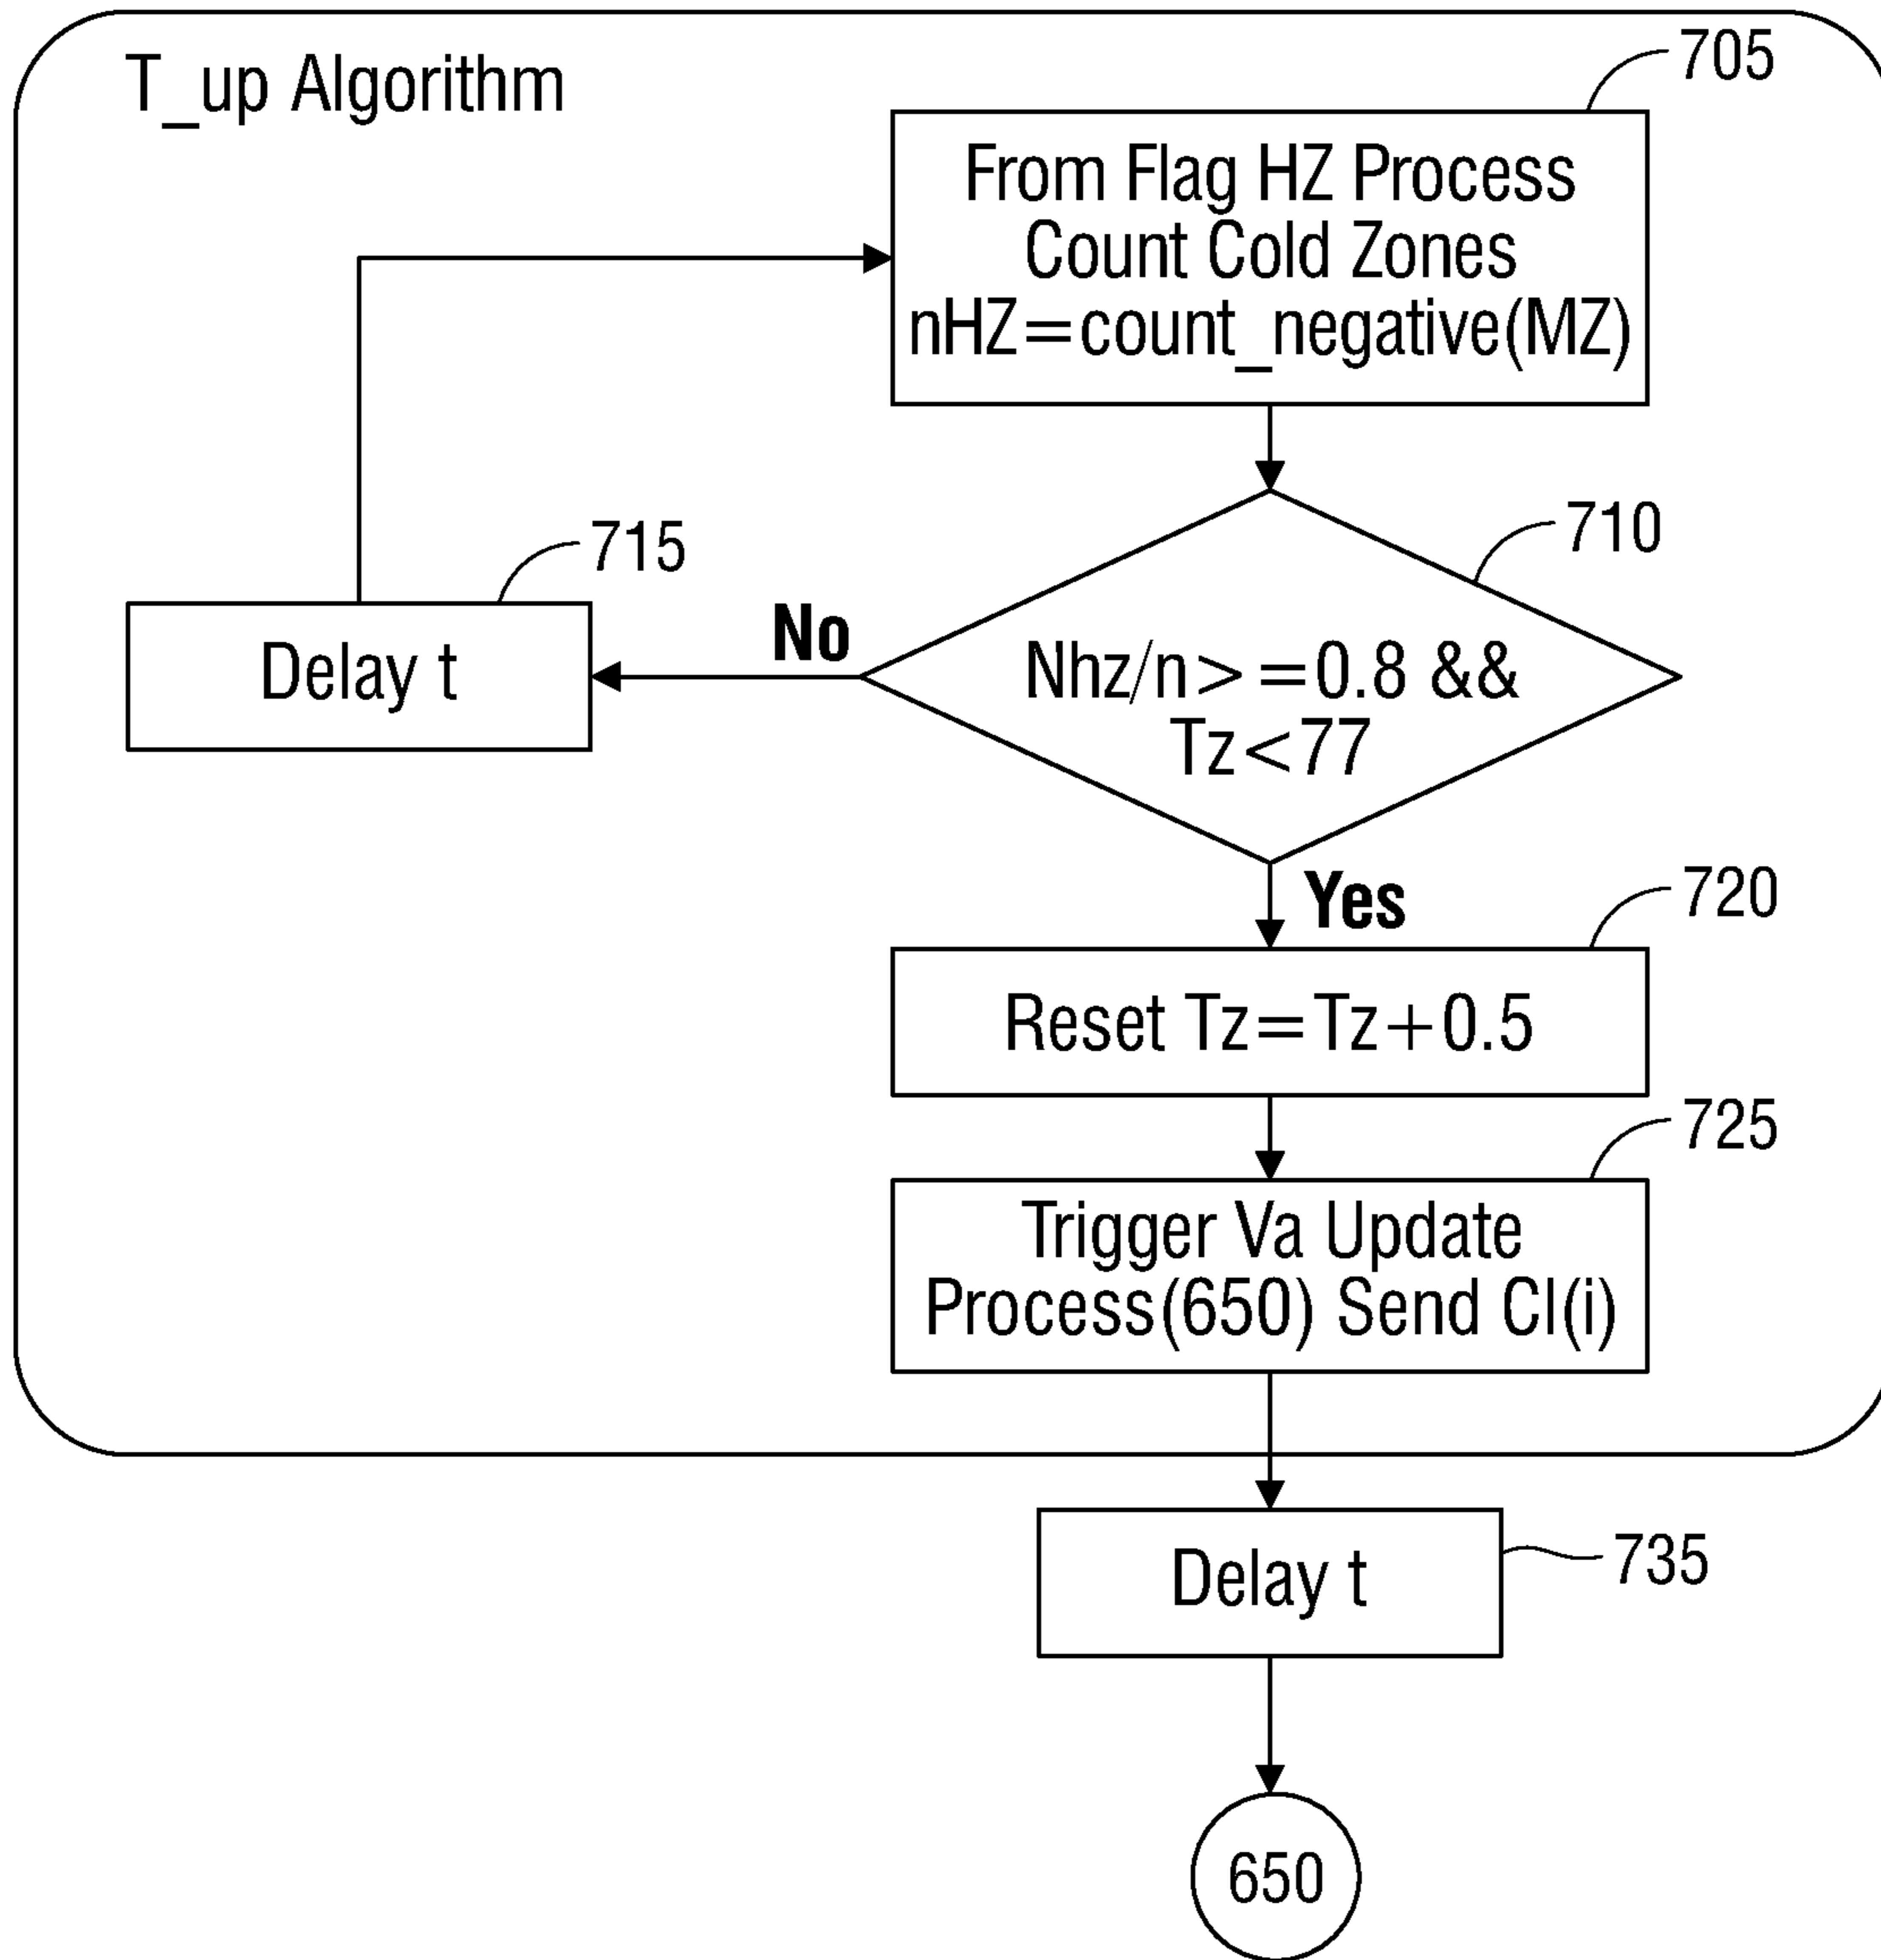 T_up Algorithm
705
From Flag HZ Process
Count Cold Zones
nHZ=count_negative(MZ)
710
715
Delay t
No
Nhz/n>=0.8 &&
Tz<77
Yes
720
Reset Tz=Tz+0.5
725
Trigger Va Update
Process(650) Send Cl(i)
Delay t
735
650